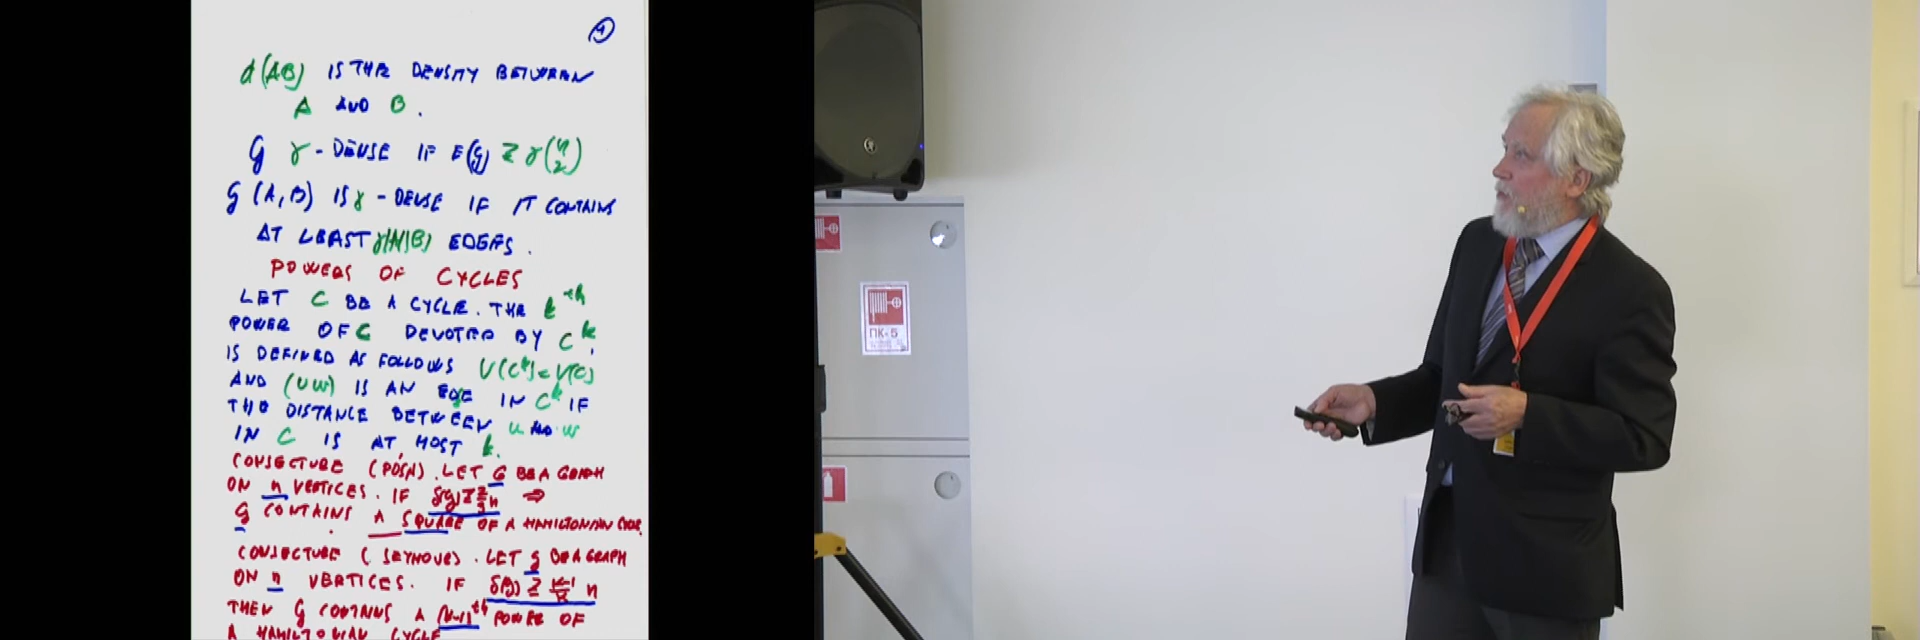 4
d(AB) IS THE DENSITY BETWEEN
A AND B.
G γ-DENSE IF E(G) ≥ γ(n 2)
G(A,B) IS γ-DENSE IF IT CONTAINS
AT LEAST γ|A||B| EDGES.
POWERS OF CYCLES
LET C BE A CYCLE. THE kth
POWER OF C DENOTED BY C^k,
IS DEFINED AS FOLLOWS V(C^k)=V(C)
AND (UW) IS AN EDGE IN C^k IF
THE DISTANCE BETWEEN U AND W
IN C IS AT MOST k.
CONJECTURE (PÓSA). LET G BE A GRAPH
ON n VERTICES. IF δ(G) ≥ 2/3 n ⇒
G CONTAINS A SQUARE OF A HAMILTONIAN CYCLE.
CONJECTURE (SEYMOUR). LET G BE A GRAPH
ON n VERTICES. IF δ(G) ≥ k-1/k n
THEN G CONTAINS A (k-1)th POWER OF
A HAMILTONIAN CYCLE
ПК-5